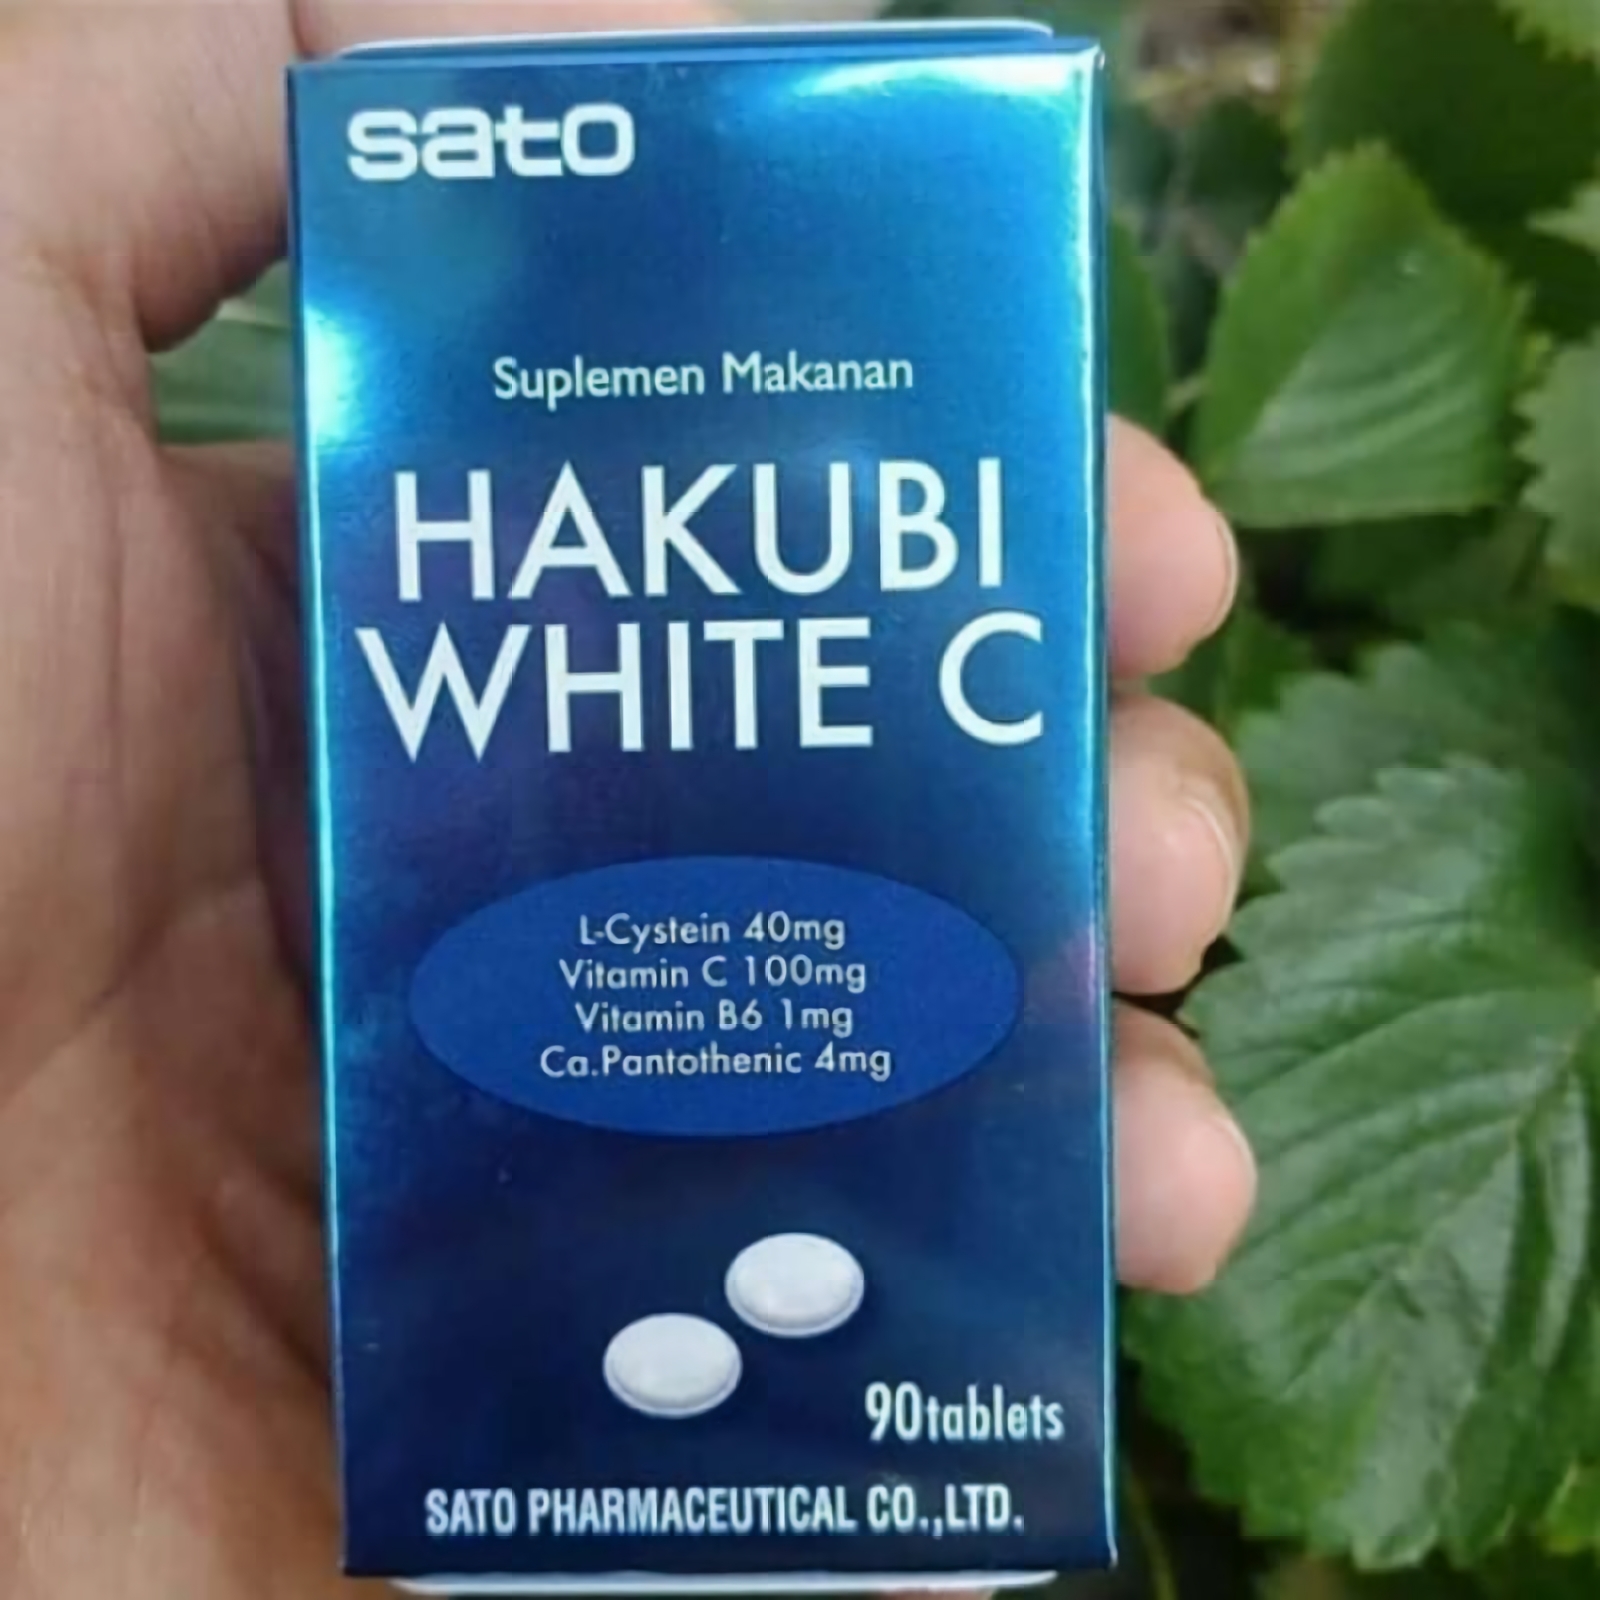 sato
Suplemen Makanan
HAKUBI
WHITE C
L-Cystein 40mg
Vitamin C 100mg
Vitamin B6 1mg
Ca.Pantothenic 4mg
90tablets
SATO PHARMACEUTICAL CO.,LTD.